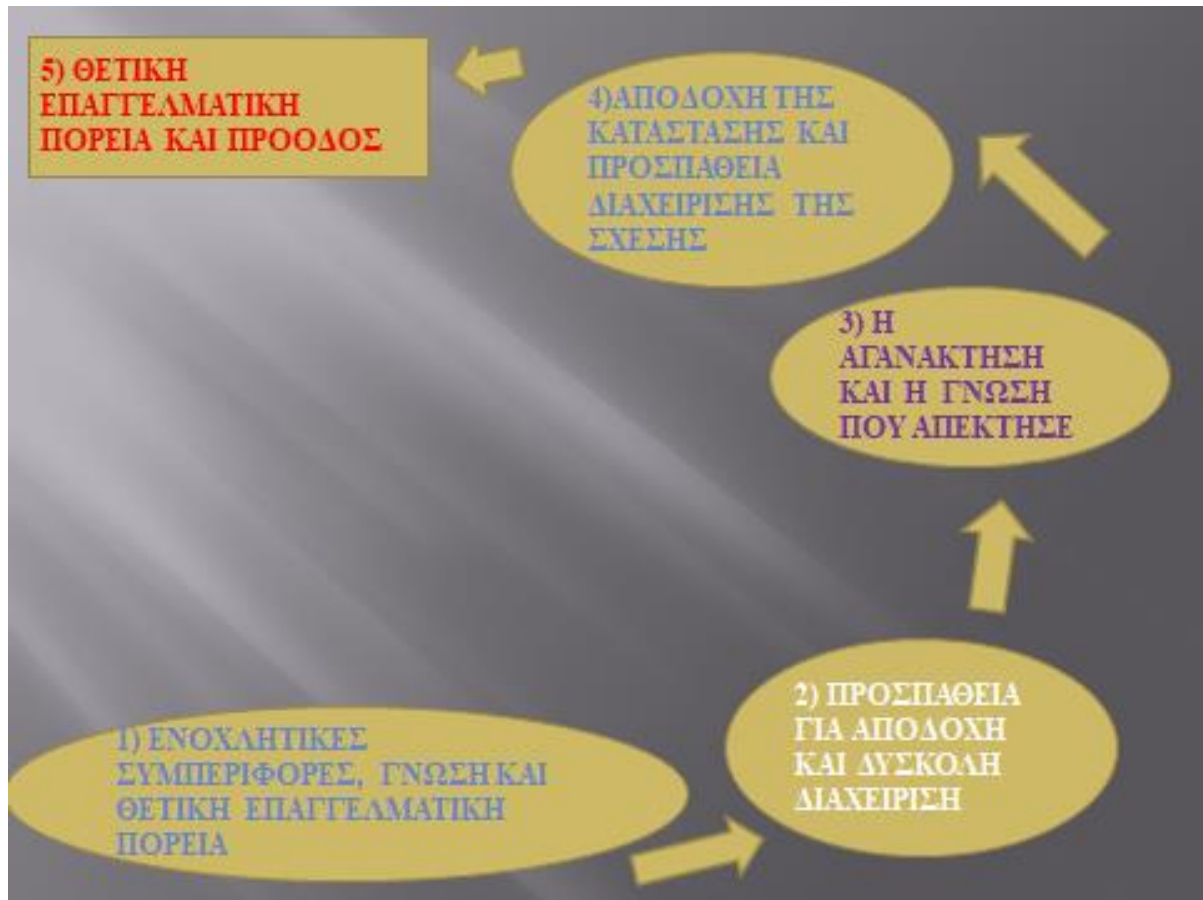 5) ΘΕΤΙΚΗ
ΕΠΑΓΓΕΛΜΑΤΙΚΗ
ΠΟΡΕΙΑ ΚΑΙ ΠΡΟΟΔΟΣ
4)ΑΠΟΔΟΧΗ ΤΗΣ
ΚΑΤΑΣΤΑΣΗΣ ΚΑΙ
ΠΡΟΣΠΑΘΕΙΑ
ΔΙΑΧΕΙΡΙΣΗΣ ΤΗΣ
ΣΧΕΣΗΣ
3) Η
ΑΓΑΝΑΚΤΗΣΗ
ΚΑΙ Η ΓΝΩΣΗ
ΠΟΥ ΑΠΕΚΤΗΣΕ
2) ΠΡΟΣΠΑΘΕΙΑ
ΓΙΑ ΑΠΟΔΟΧΗ
ΚΑΙ ΔΥΣΚΟΛΗ
ΔΙΑΧΕΙΡΙΣΗ
1) ΕΝΟΧΛΗΤΙΚΕΣ
ΣΥΜΠΕΡΙΦΟΡΕΣ, ΓΝΩΣΗ ΚΑΙ
ΘΕΤΙΚΗ ΕΠΑΓΓΕΛΜΑΤΙΚΗ
ΠΟΡΕΙΑ